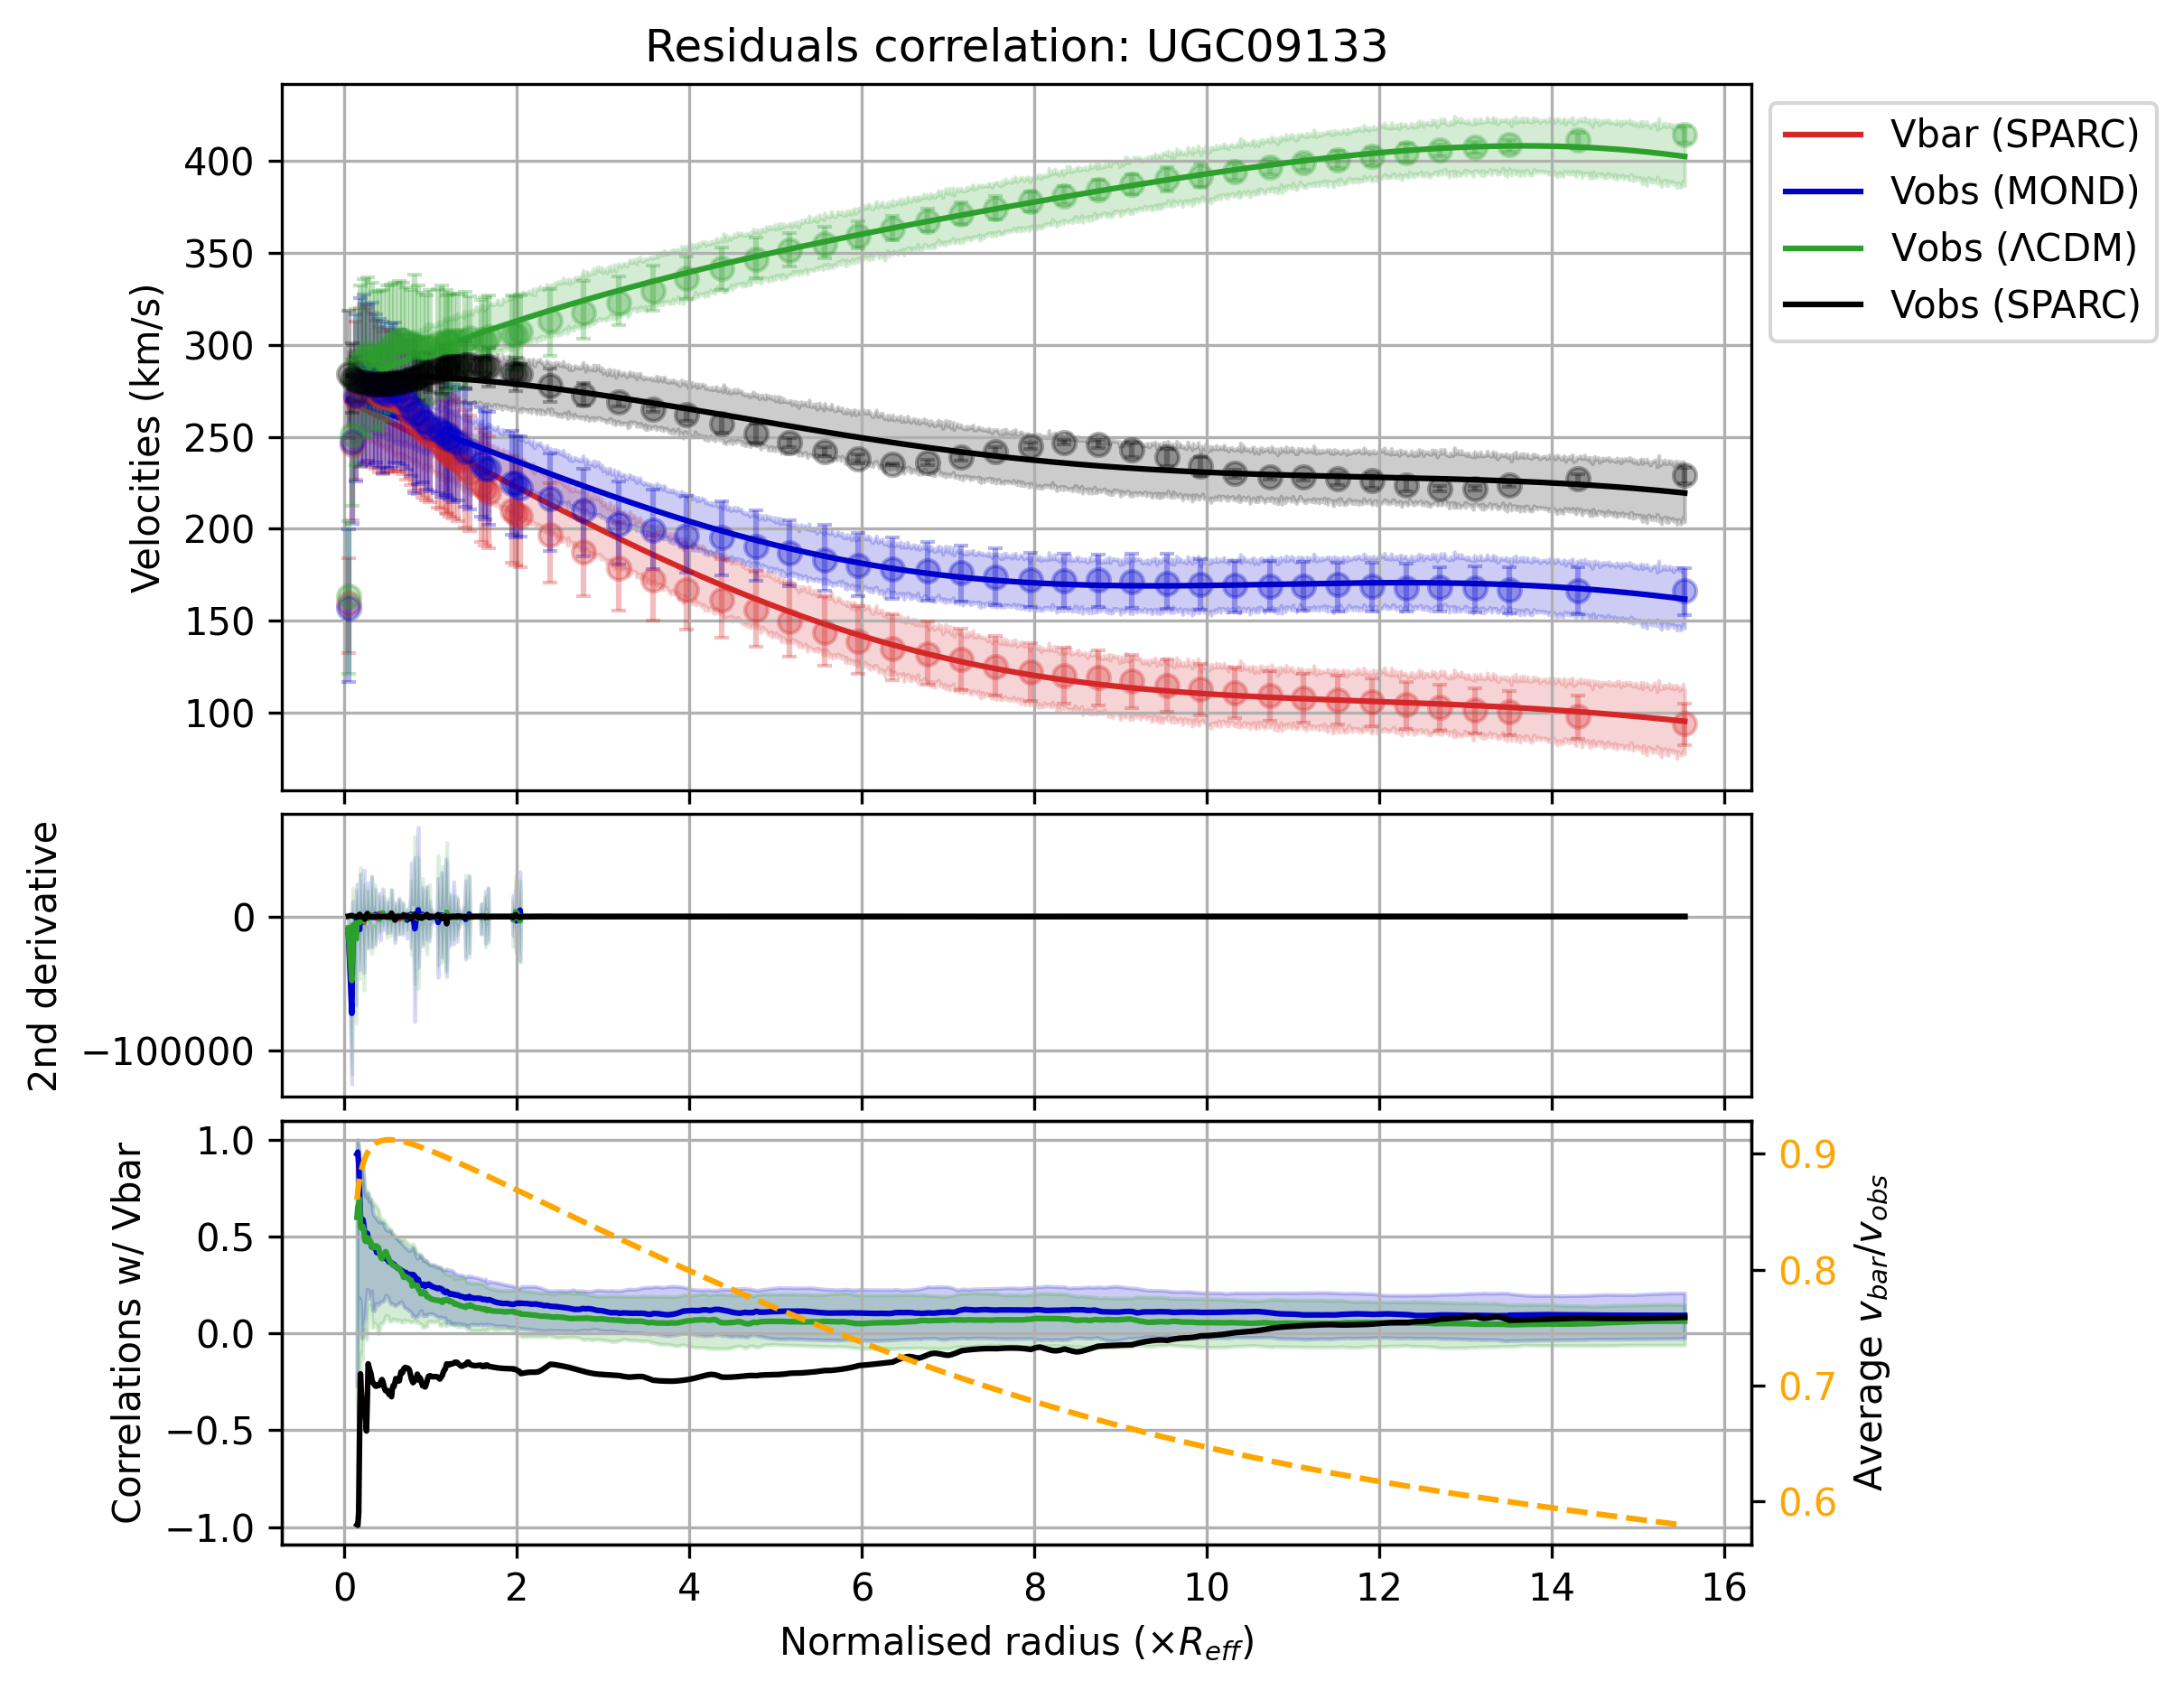 Residuals correlation: UGC09133
Velocities (km/s)
400
350
300
250
200
150
100
Vbar (SPARC)
Vobs (MOND)
Vobs (ΛCDM)
Vobs (SPARC)
2nd derivative
0
−100000
Correlations w/ Vbar
1.0
0.5
0.0
−0.5
−1.0
0.9
0.8
0.7
0.6
Average v_bar/v_obs
0 2 4 6 8 10 12 14 16
Normalised radius (×R_eff)